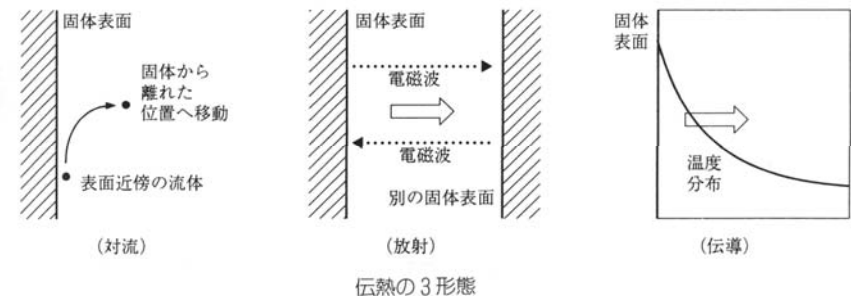 固体表面
固体から
離れた
位置へ移動
表面近傍の流体
(対流)
固体表面
電磁波
電磁波
別の固体表面
(放射)
固体
表面
温度
分布
(伝導)
伝熱の3形態